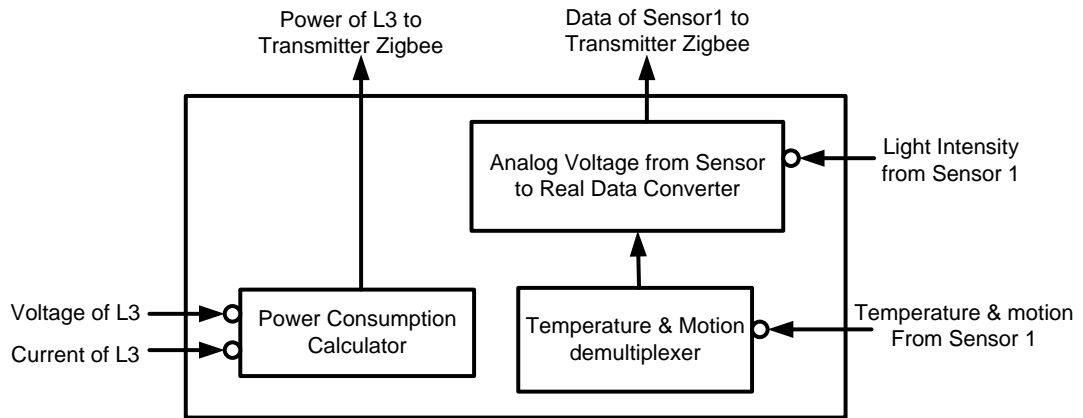 Power of L3 to
Transmitter Zigbee
Data of Sensor1 to
Transmitter Zigbee
Analog Voltage from Sensor
to Real Data Converter
Light Intensity
from Sensor 1
Voltage of L3
Current of L3
Power Consumption
Calculator
Temperature & Motion
demultiplexer
Temperature & motion
From Sensor 1